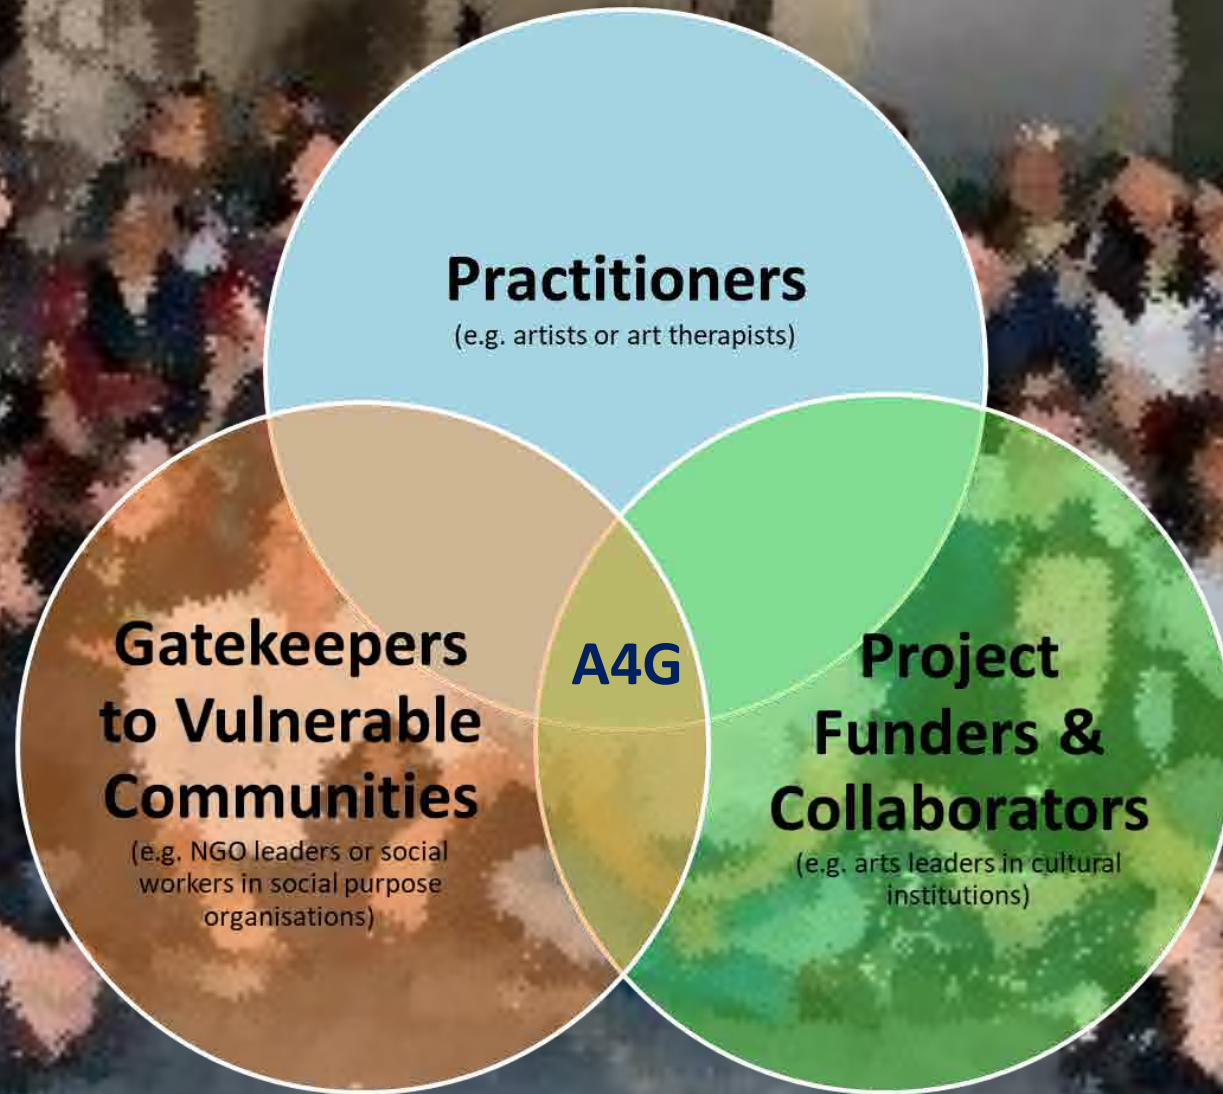 Practitioners
(e.g. artists or art therapists)
Gatekeepers
to Vulnerable
Communities
(e.g. NGO leaders or social
workers in social purpose
organisations)
A4G
Project
Funders &
Collaborators
(e.g. arts leaders in cultural
institutions)